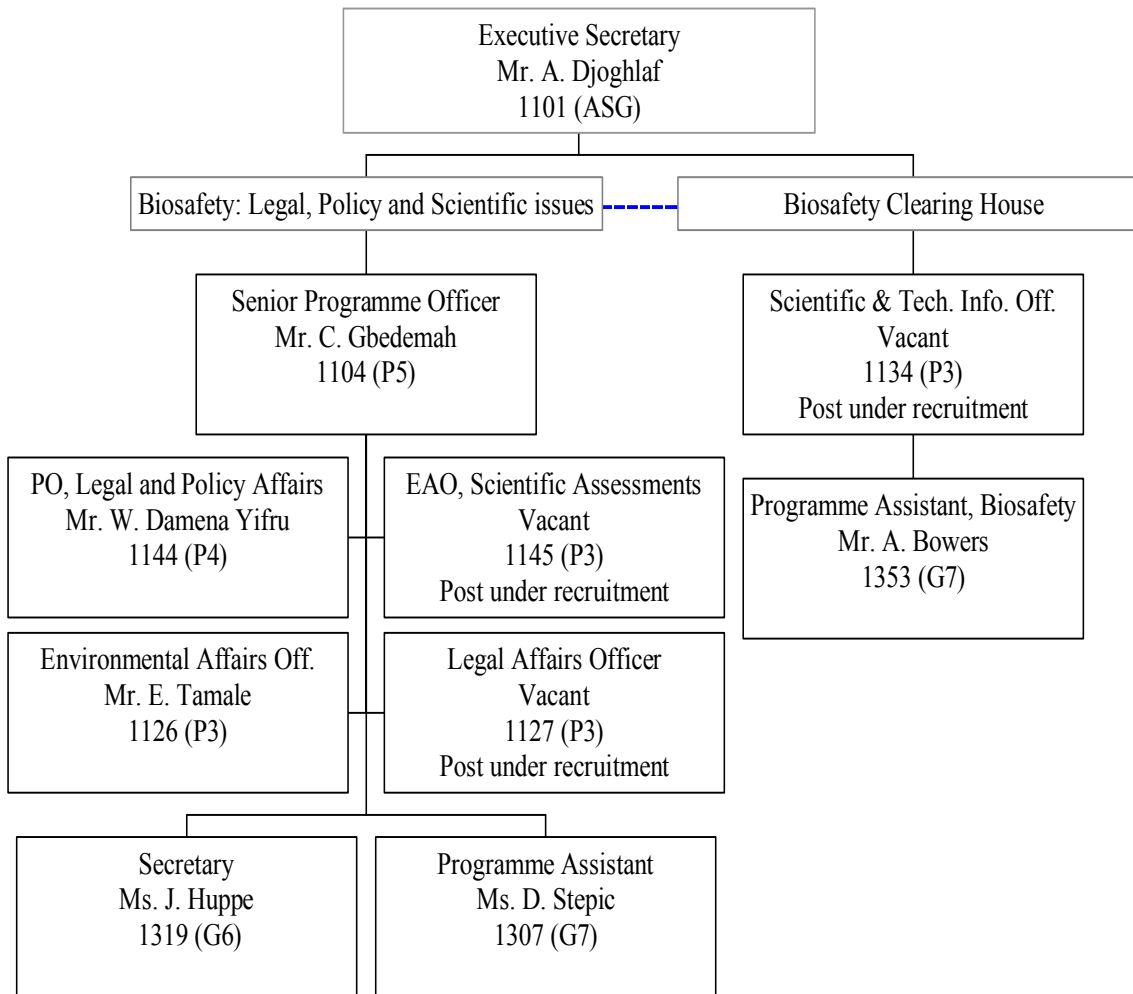 Executive Secretary
Mr. A. Djoghlaf
1101 (ASG)
Biosafety: Legal, Policy and Scientific issues
Biosafety Clearing House
Senior Programme Officer
Mr. C. Gbedemah
1104 (P5)
Scientific & Tech. Info. Off.
Vacant
1134 (P3)
Post under recruitment
PO, Legal and Policy Affairs
Mr. W. Damena Yifru
1144 (P4)
EAO, Scientific Assessments
Vacant
1145 (P3)
Post under recruitment
Programme Assistant, Biosafety
Mr. A. Bowers
1353 (G7)
Environmental Affairs Off.
Mr. E. Tamale
1126 (P3)
Legal Affairs Officer
Vacant
1127 (P3)
Post under recruitment
Secretary
Ms. J. Huppe
1319 (G6)
Programme Assistant
Ms. D. Stepic
1307 (G7)